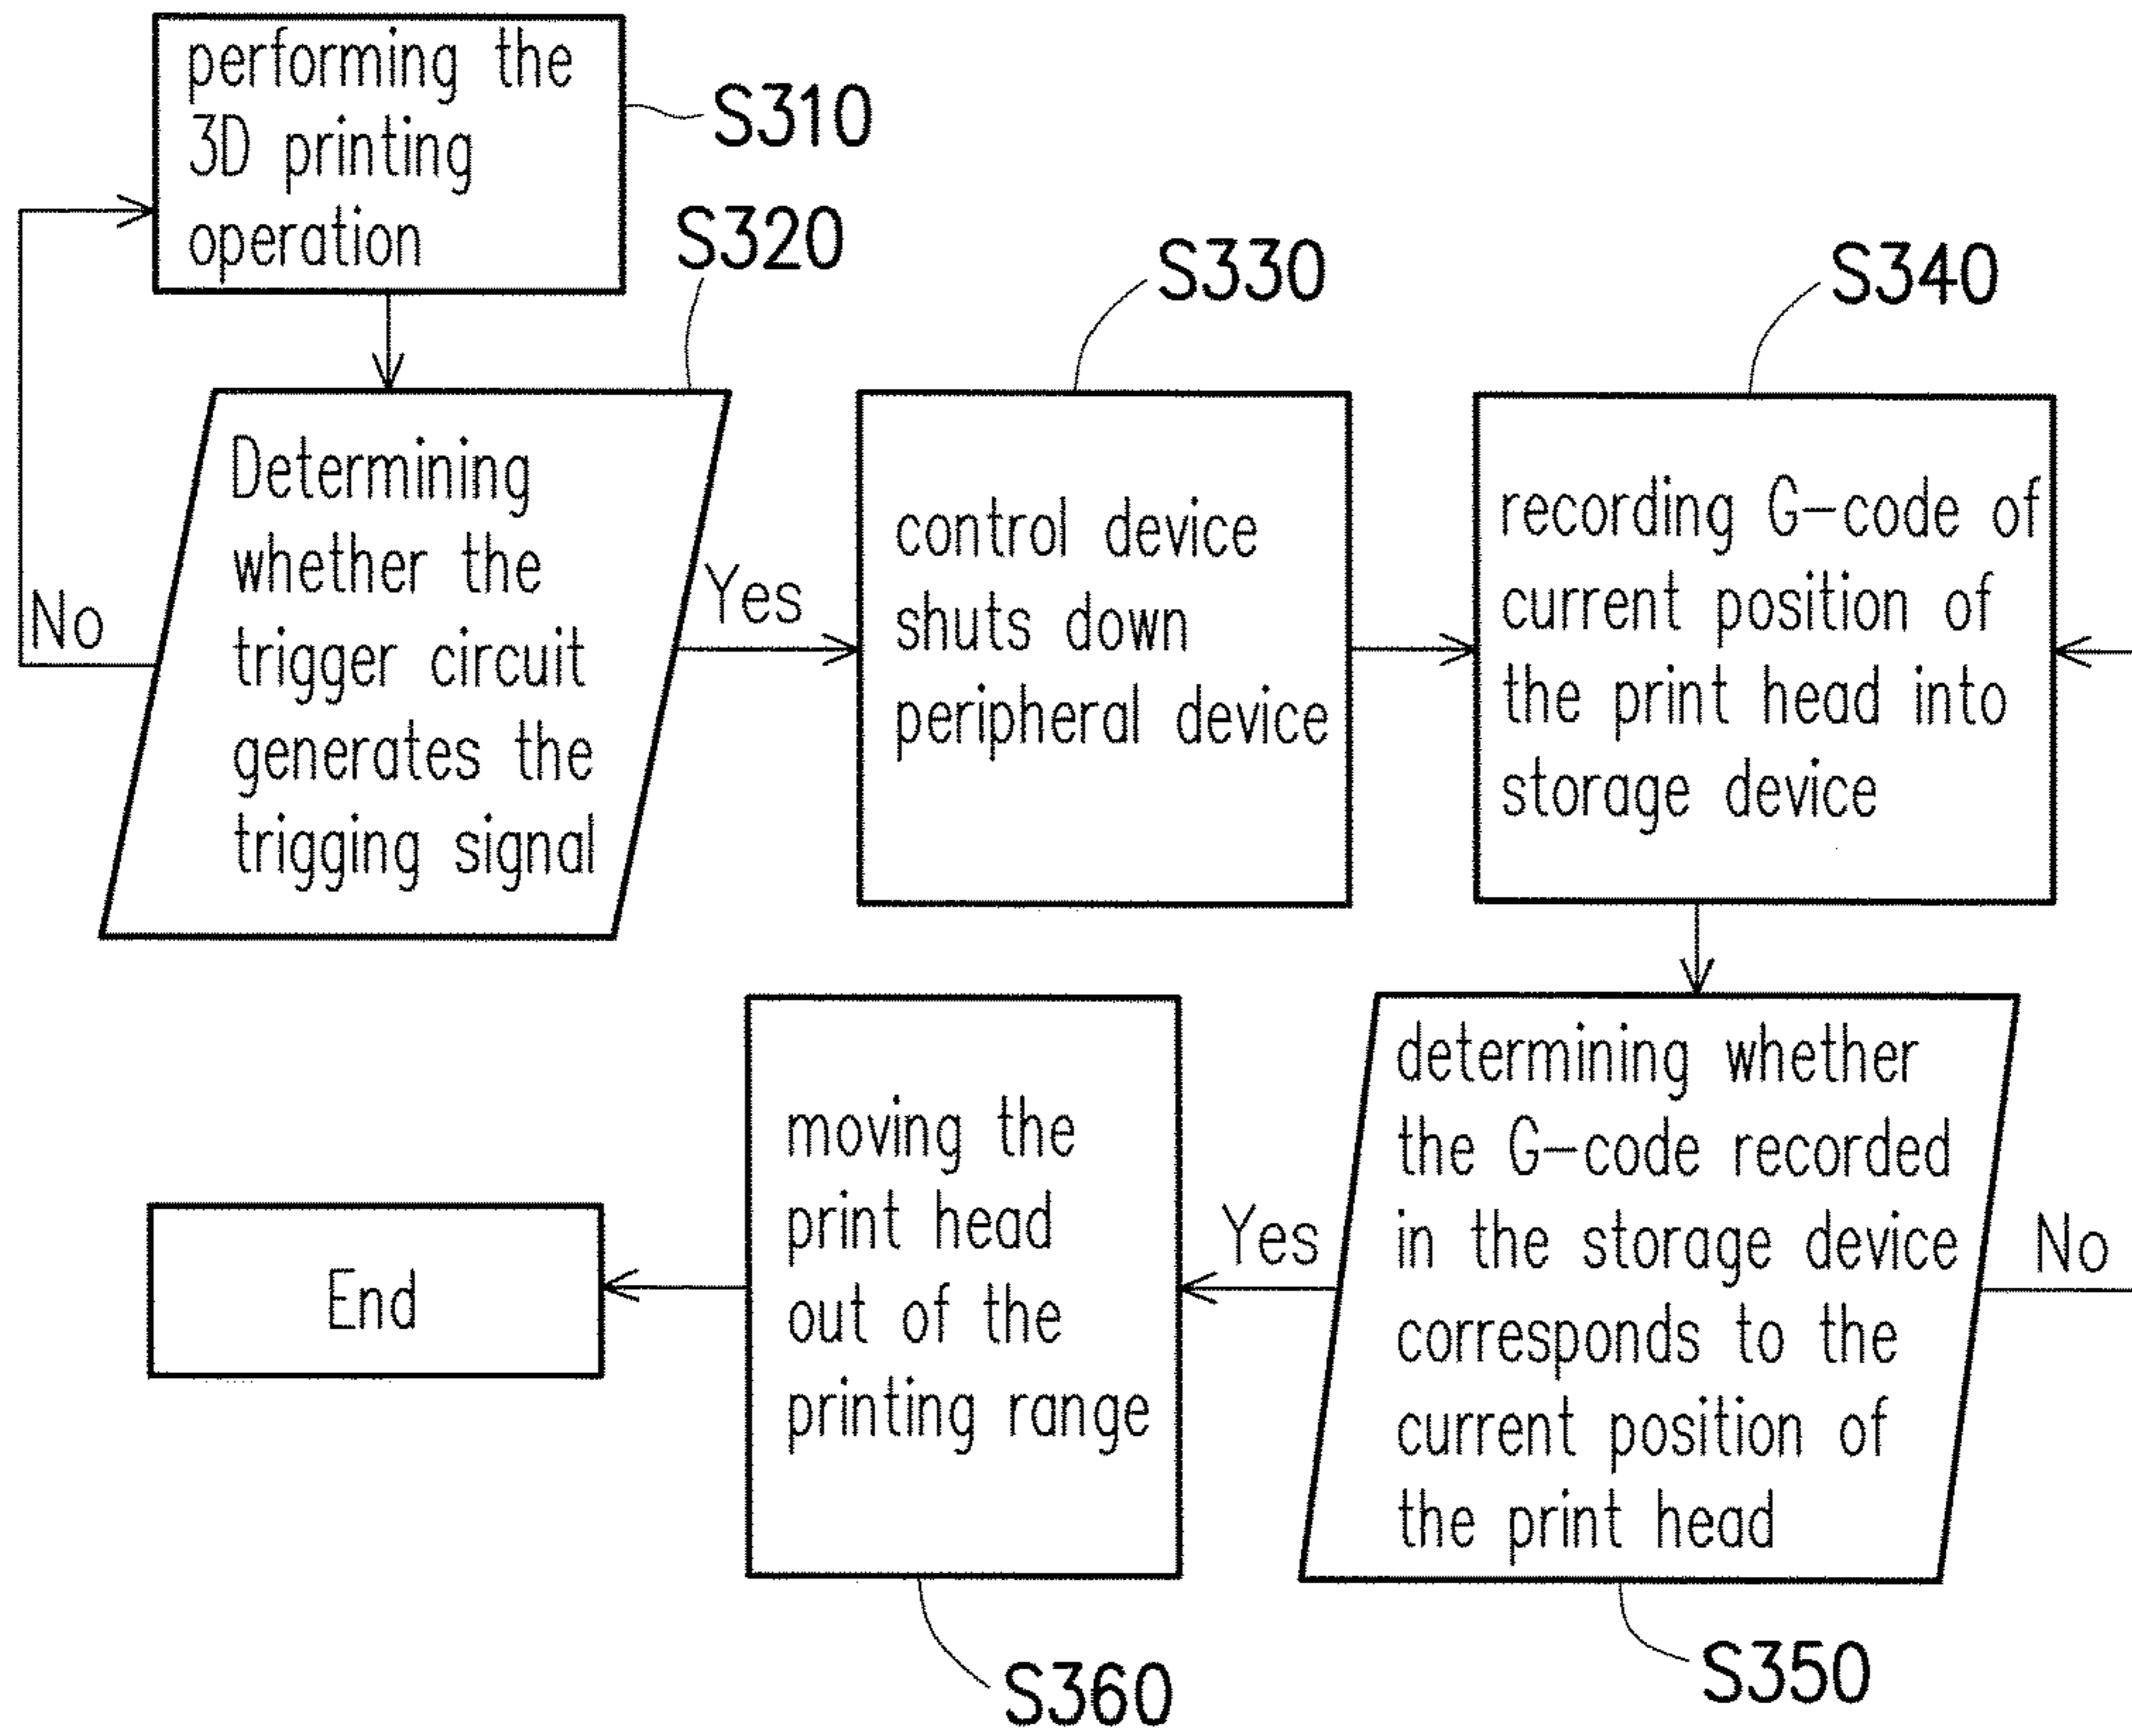 performing the
3D printing
operation
S310
S320
Determining
whether the
trigger circuit
generates the
trigging signal
No
Yes
S330
control device
shuts down
peripheral device
S340
recording G-code of
current position of
the print head into
storage device
determining whether
the G-code recorded
in the storage device
corresponds to the
current position of
the print head
No
Yes
S350
moving the
print head
out of the
printing range
S360
End